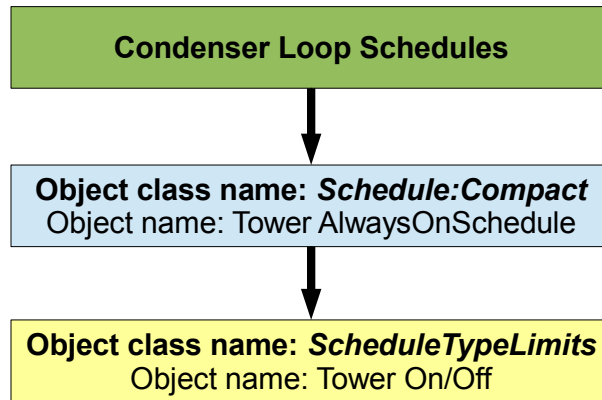 Condenser Loop Schedules
Object class name: Schedule:Compact
Object name: Tower AlwaysOnSchedule
Object class name: ScheduleTypeLimits
Object name: Tower On/Off